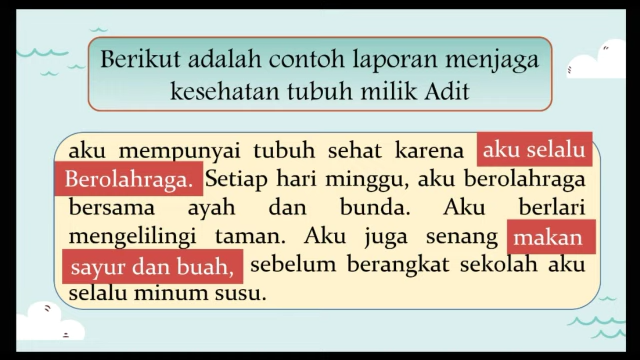 Berikut adalah contoh laporan menjaga
kesehatan tubuh milik Adit
aku mempunyai tubuh sehat karena aku selalu
Berolahraga. Setiap hari minggu, aku berolahraga
bersama ayah dan bunda. Aku berlari
mengelilingi taman. Aku juga senang makan
sayur dan buah, sebelum berangkat sekolah aku
selalu minum susu.